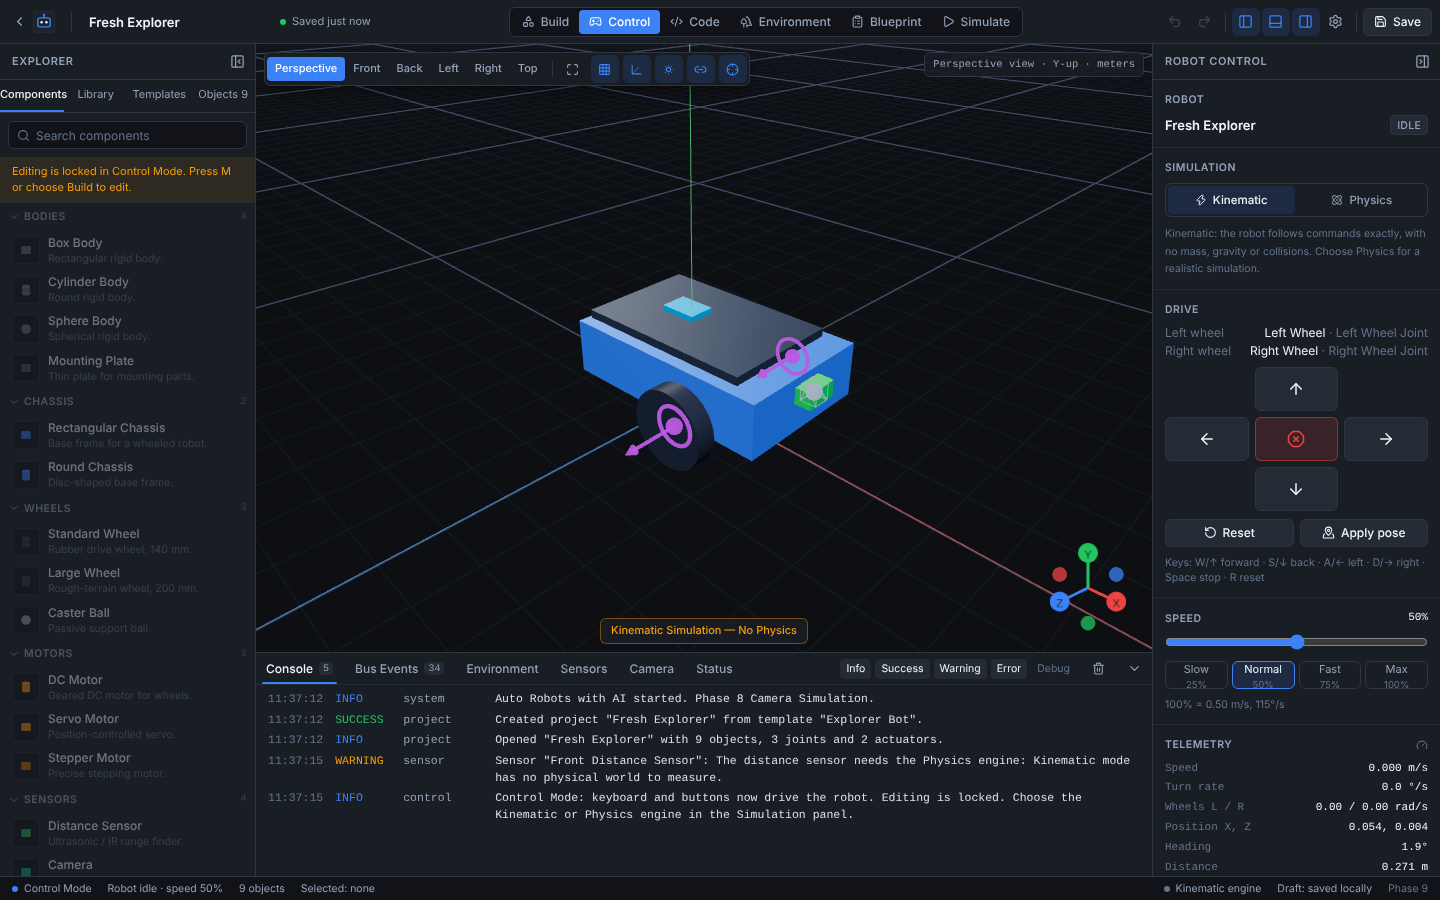 Fresh Explorer
Saved just now
Build
Control
Code
Environment
Blueprint
Simulate
Save
EXPLORER
Components
Library
Templates
Objects 9
Search components
Editing is locked in Control Mode. Press M
or choose Build to edit.
BODIES 4
Box Body
Rectangular rigid body.
Cylinder Body
Round rigid body.
Sphere Body
Spherical rigid body.
Mounting Plate
Thin plate for mounting parts.
CHASSIS 2
Rectangular Chassis
Base frame for a wheeled robot.
Round Chassis
Disc-shaped base frame.
WHEELS 3
Standard Wheel
Rubber drive wheel, 140 mm.
Large Wheel
Rough-terrain wheel, 200 mm.
Caster Ball
Passive support ball.
MOTORS 3
DC Motor
Geared DC motor for wheels.
Servo Motor
Position-controlled servo.
Stepper Motor
Precise stepping motor.
SENSORS 4
Distance Sensor
Ultrasonic / IR range finder.
Camera
Perspective
Front
Back
Left
Right
Top
Perspective view · Y-up · meters
Y
Z
X
Kinematic Simulation — No Physics
Console 5
Bus Events 34
Environment
Sensors
Camera
Status
Info
Success
Warning
Error
Debug
11:37:12 INFO system Auto Robots with AI started. Phase 8 Camera Simulation.
11:37:12 SUCCESS project Created project "Fresh Explorer" from template "Explorer Bot".
11:37:12 INFO project Opened "Fresh Explorer" with 9 objects, 3 joints and 2 actuators.
11:37:15 WARNING sensor Sensor "Front Distance Sensor": The distance sensor needs the Physics engine: Kinematic mode
has no physical world to measure.
11:37:15 INFO control Control Mode: keyboard and buttons now drive the robot. Editing is locked. Choose the
Kinematic or Physics engine in the Simulation panel.
ROBOT CONTROL
ROBOT
Fresh Explorer IDLE
SIMULATION
Kinematic
Physics
Kinematic: the robot follows commands exactly, with
no mass, gravity or collisions. Choose Physics for a
realistic simulation.
DRIVE
Left wheel Left Wheel · Left Wheel Joint
Right wheel Right Wheel · Right Wheel Joint
Reset
Apply pose
Keys: W/↑ forward · S/↓ back · A/← left · D/→ right ·
Space stop · R reset
SPEED 50%
Slow
25%
Normal
50%
Fast
75%
Max
100%
100% = 0.50 m/s, 115°/s
TELEMETRY
Speed 0.000 m/s
Turn rate 0.0 °/s
Wheels L / R 0.00 / 0.00 rad/s
Position X, Z 0.054, 0.004
Heading 1.9°
Distance 0.271 m
Control Mode
Robot idle · speed 50%
9 objects
Selected: none
Kinematic engine
Draft: saved locally
Phase 9